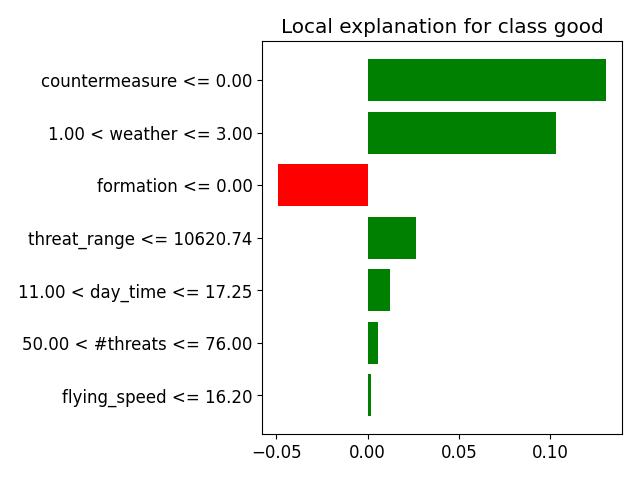 Local explanation for class good
countermeasure <= 0.00
1.00 < weather <= 3.00
formation <= 0.00
threat_range <= 10620.74
11.00 < day_time <= 17.25
50.00 < #threats <= 76.00
flying_speed <= 16.20
−0.05 0.00 0.05 0.10